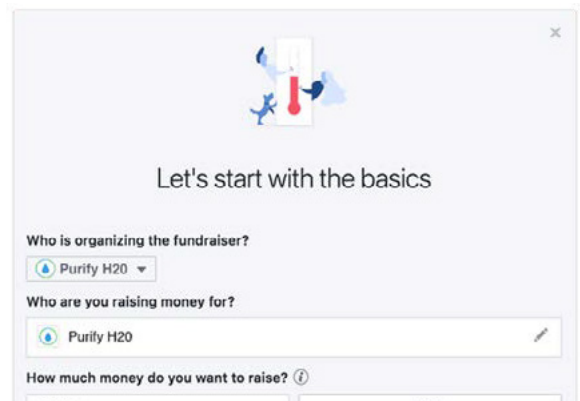 Let's start with the basics
Who is organizing the fundraiser?
Purify H20
Who are you raising money for?
Purify H20
How much money do you want to raise?